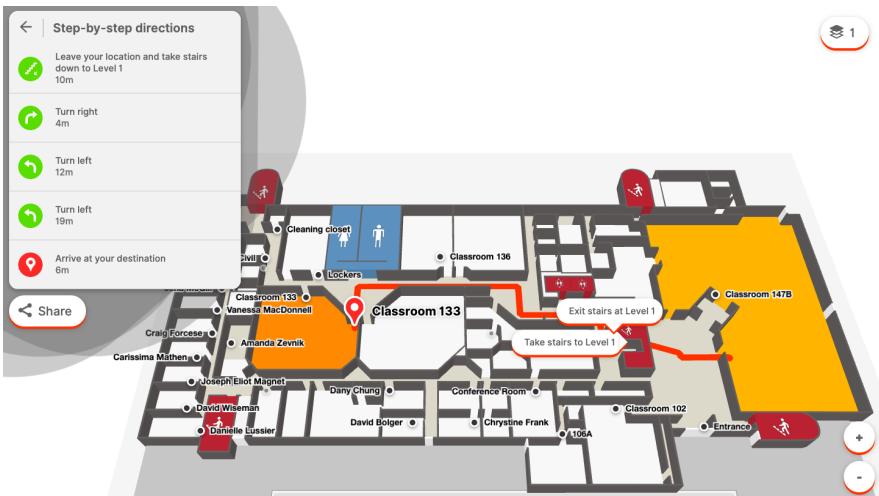 Step-by-step directions
Leave your location and take stairs
down to Level 1
10m
Turn right
4m
Turn left
12m
Turn left
19m
Arrive at your destination
6m
Share
1
Cleaning closet
Civil
Classroom 136
Lockers
Classroom 133
Vanessa MacDonnell
Classroom 133
Classroom 147B
Exit stairs at Level 1
Take stairs to Level 1
Craig Forcese
Amanda Zevnik
Carissima Mathen
Joseph Eliot Magnet
Dany Chung
Conference Room
David Wiseman
Classroom 102
David Bolger
Chrystine Frank
Danielle Lussier
106A
Entrance
+
-